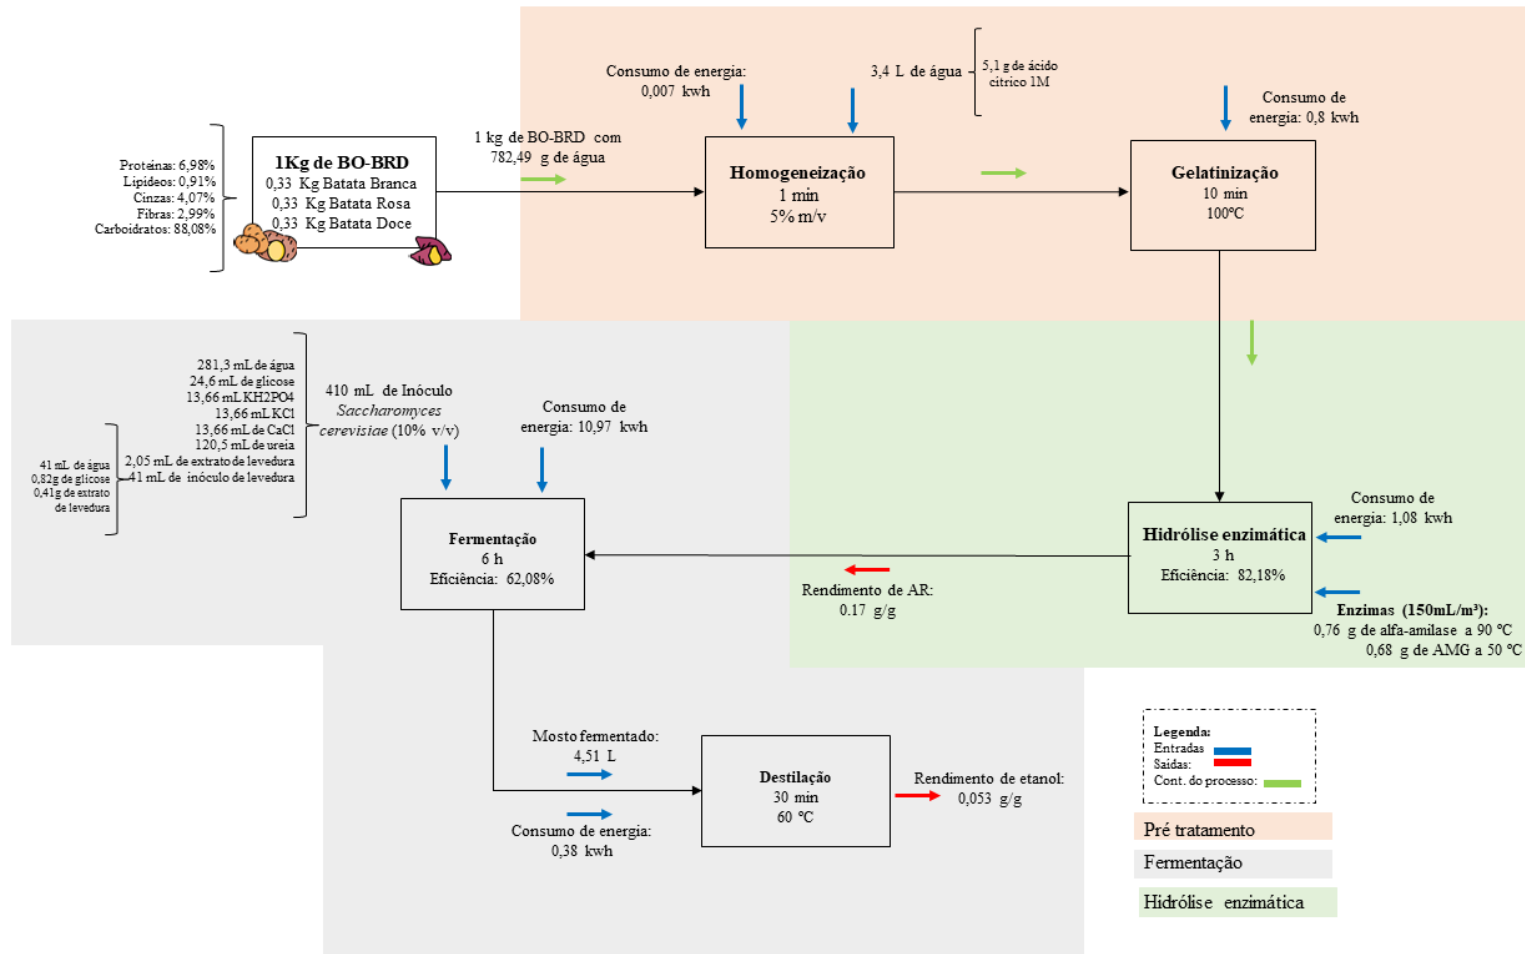 Proteínas: 6,98%
Lipídeos: 0,91%
Cinzas: 4,07%
Fibras: 2,99%
Carboidratos: 88,08%
1Kg de BO-BRD
0,33 Kg Batata Branca
0,33 Kg Batata Rosa
0,33 Kg Batata Doce
1 kg de BO-BRD com
782,49 g de água
Consumo de energia:
0,007 kwh
3,4 L de água
5,1 g de ácido
cítrico 1M
Homogeneização
1 min
5% m/v
Consumo de
energia: 0,8 kwh
Gelatinização
10 min
100ºC
281,3 mL de água
24,6 mL de glicose
13,66 mL KH2PO4
13,66 mL KCl
13,66 mL de CaCl
120,5 mL de ureia
2,05 mL de extrato de levedura
41 mL de inóculo de levedura
41 mL de água
0,82g de glicose
0,41g de extrato
de levedura
410 mL de Inóculo
Saccharomyces
cerevisiae (10% v/v)
Consumo de
energia: 10,97 kwh
Fermentação
6 h
Eficiência: 62,08%
Rendimento de AR:
0.17 g/g
Hidrólise enzimática
3 h
Eficiência: 82,18%
Consumo de
energia: 1,08 kwh
Enzimas (150mL/m³):
0,76 g de alfa-amilase a 90 ºC
0,68 g de AMG a 50 ºC
Mosto fermentado:
4,51 L
Consumo de energia:
0,38 kwh
Destilação
30 min
60 ºC
Rendimento de etanol:
0,053 g/g
Legenda:
Entradas
Saídas:
Cont. do processo:
Pré tratamento
Fermentação
Hidrólise enzimática